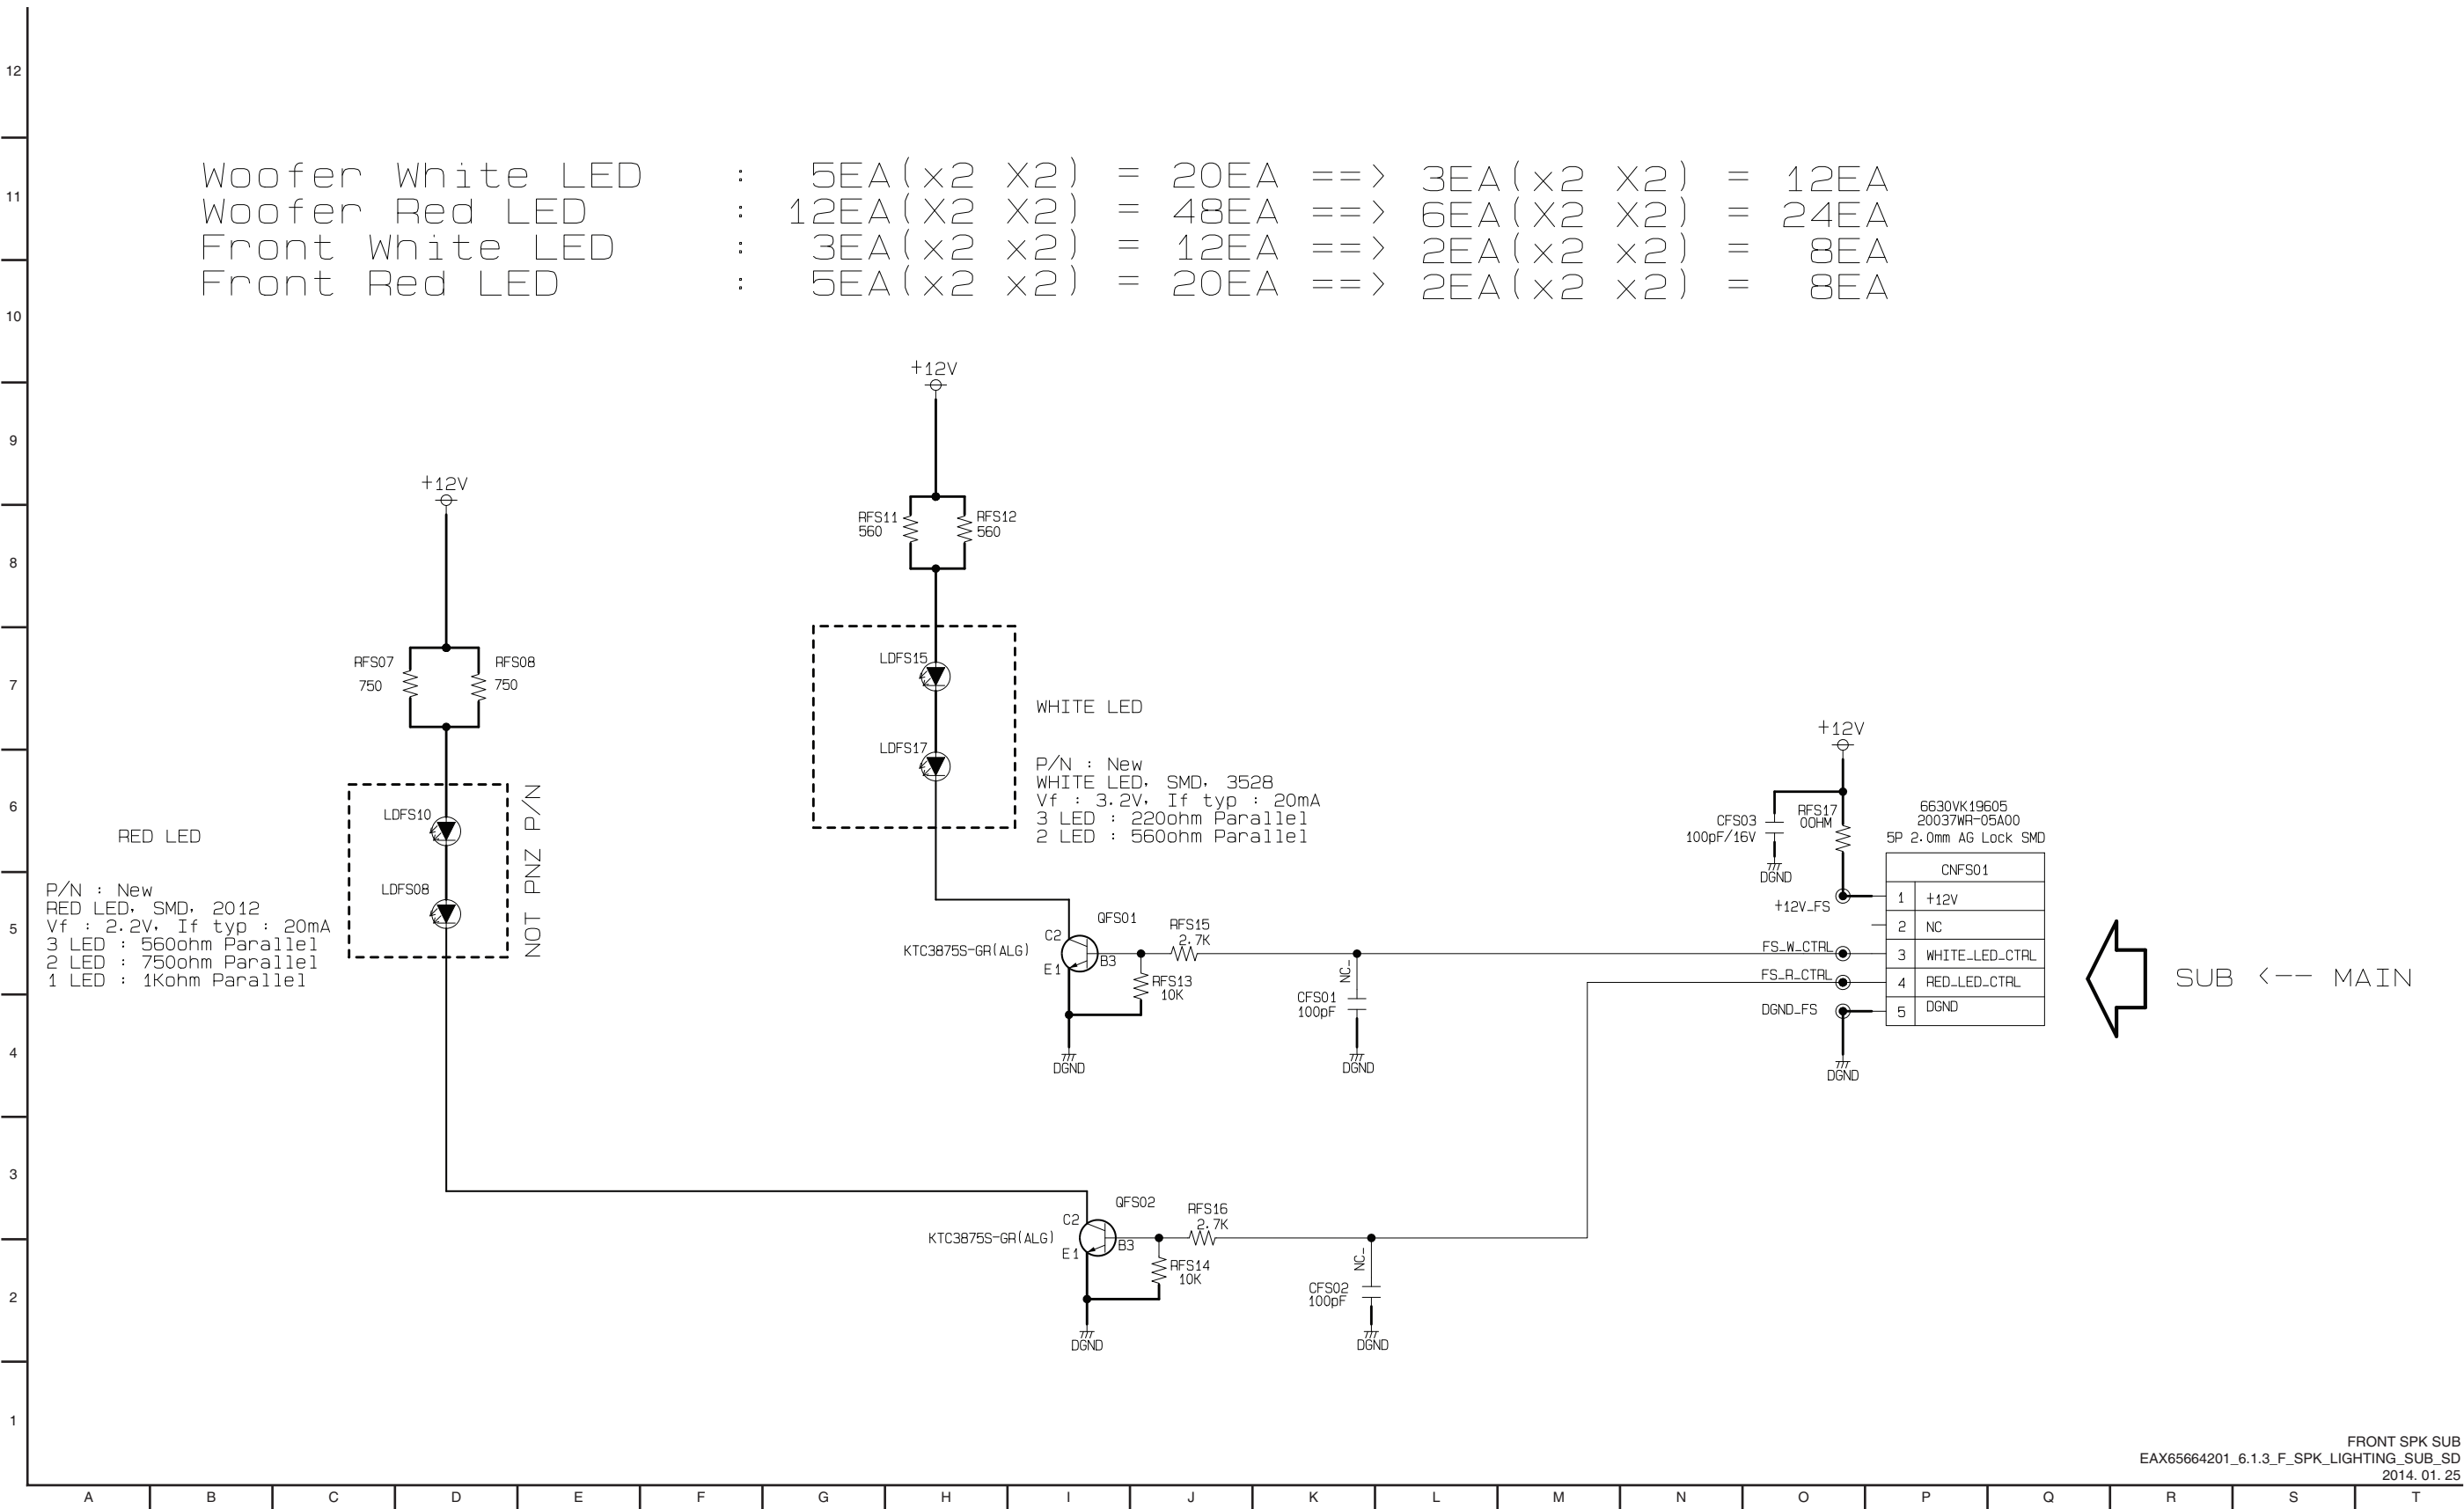 12
11
10
9
8
7
6
5
4
3
2
1
Woofer White LED : 5EA(x2 X2) = 20EA ==> 3EA(x2 X2) = 12EA
Woofer Red LED : 12EA(X2 X2) = 48EA ==> 6EA(X2 X2) = 24EA
Front White LED : 3EA(x2 x2) = 12EA ==> 2EA(x2 x2) = 8EA
Front Red LED : 5EA(x2 x2) = 20EA ==> 2EA(x2 x2) = 8EA
+12V
RFS11
560
RFS12
560
LDFS15
LDFS17
WHITE LED
P/N : New
WHITE LED, SMD, 3528
Vf : 3.2V, If typ : 20mA
3 LED : 220ohm Parallel
2 LED : 560ohm Parallel
+12V
RFS07
750
RFS08
750
LDFS10
LDFS08
NOT PNZ P/N
RED LED
P/N : New
RED LED, SMD, 2012
Vf : 2.2V, If typ : 20mA
3 LED : 560ohm Parallel
2 LED : 750ohm Parallel
1 LED : 1Kohm Parallel
QFS01
C2
KTC3875S-GR(ALG)
B3
E1
RFS15
2.7K
RFS13
10K
DGND
NC_
CFS01
100pF
DGND
QFS02
C2
KTC3875S-GR(ALG)
B3
E1
RFS16
2.7K
RFS14
10K
DGND
NC_
CFS02
100pF
DGND
+12V
CFS03
100pF/16V
RFS17
0OHM
DGND
6630VK19605
20037WR-05A00
5P 2.0mm AG Lock SMD
CNFS01
+12V_FS
1 +12V
2 NC
FS_W_CTRL
3 WHITE_LED_CTRL
FS_R_CTRL
4 RED_LED_CTRL
DGND_FS
5 DGND
DGND
SUB <-- MAIN
FRONT SPK SUB
EAX65664201_6.1.3_F_SPK_LIGHTING_SUB_SD
2014. 01. 25
A B C D E F G H I J K L M N O P Q R S T